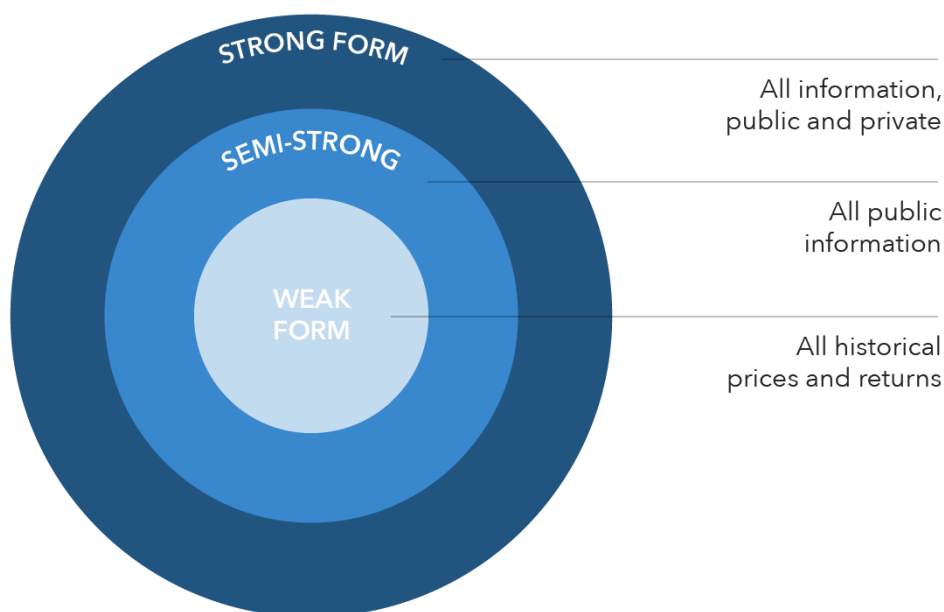 STRONG FORM
All information,
public and private
SEMI-STRONG
All public
information
WEAK
FORM
All historical
prices and returns